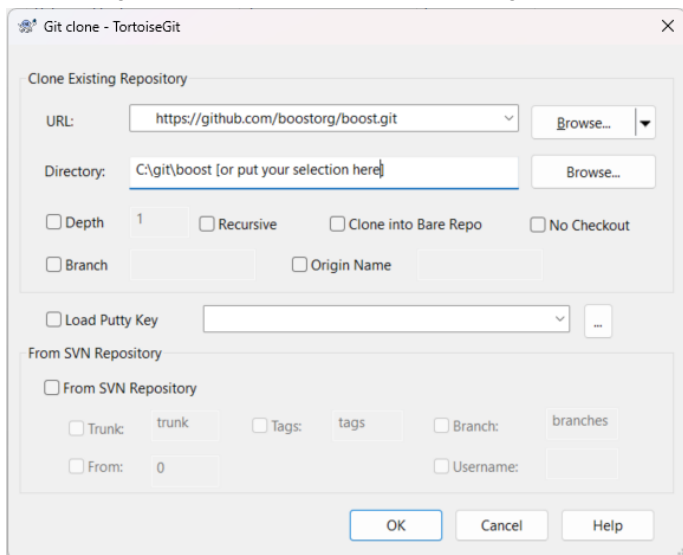 Git clone - TortoiseGit
Clone Existing Repository
URL: https://github.com/boostorg/boost.git Browse...
Directory: C:\git\boost [or put your selection here] Browse...
Depth 1 Recursive Clone into Bare Repo No Checkout
Branch Origin Name
Load Putty Key ...
From SVN Repository
From SVN Repository
Trunk: trunk Tags: tags Branch: branches
From: 0 Username:
OK Cancel Help